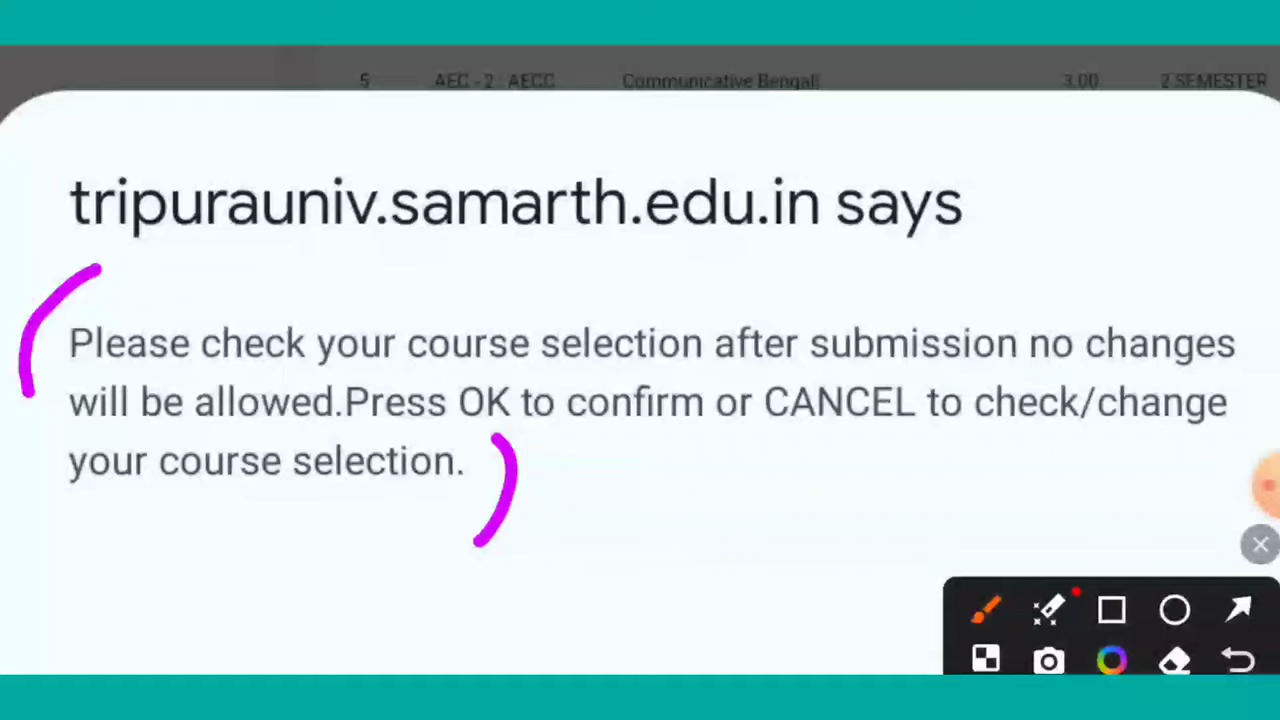 5 AEC - 2 : AECC Communicative Bengali 3.00 2 SEMESTER
tripurauniv.samarth.edu.in says
Please check your course selection after submission no changes
will be allowed.Press OK to confirm or CANCEL to check/change
your course selection.